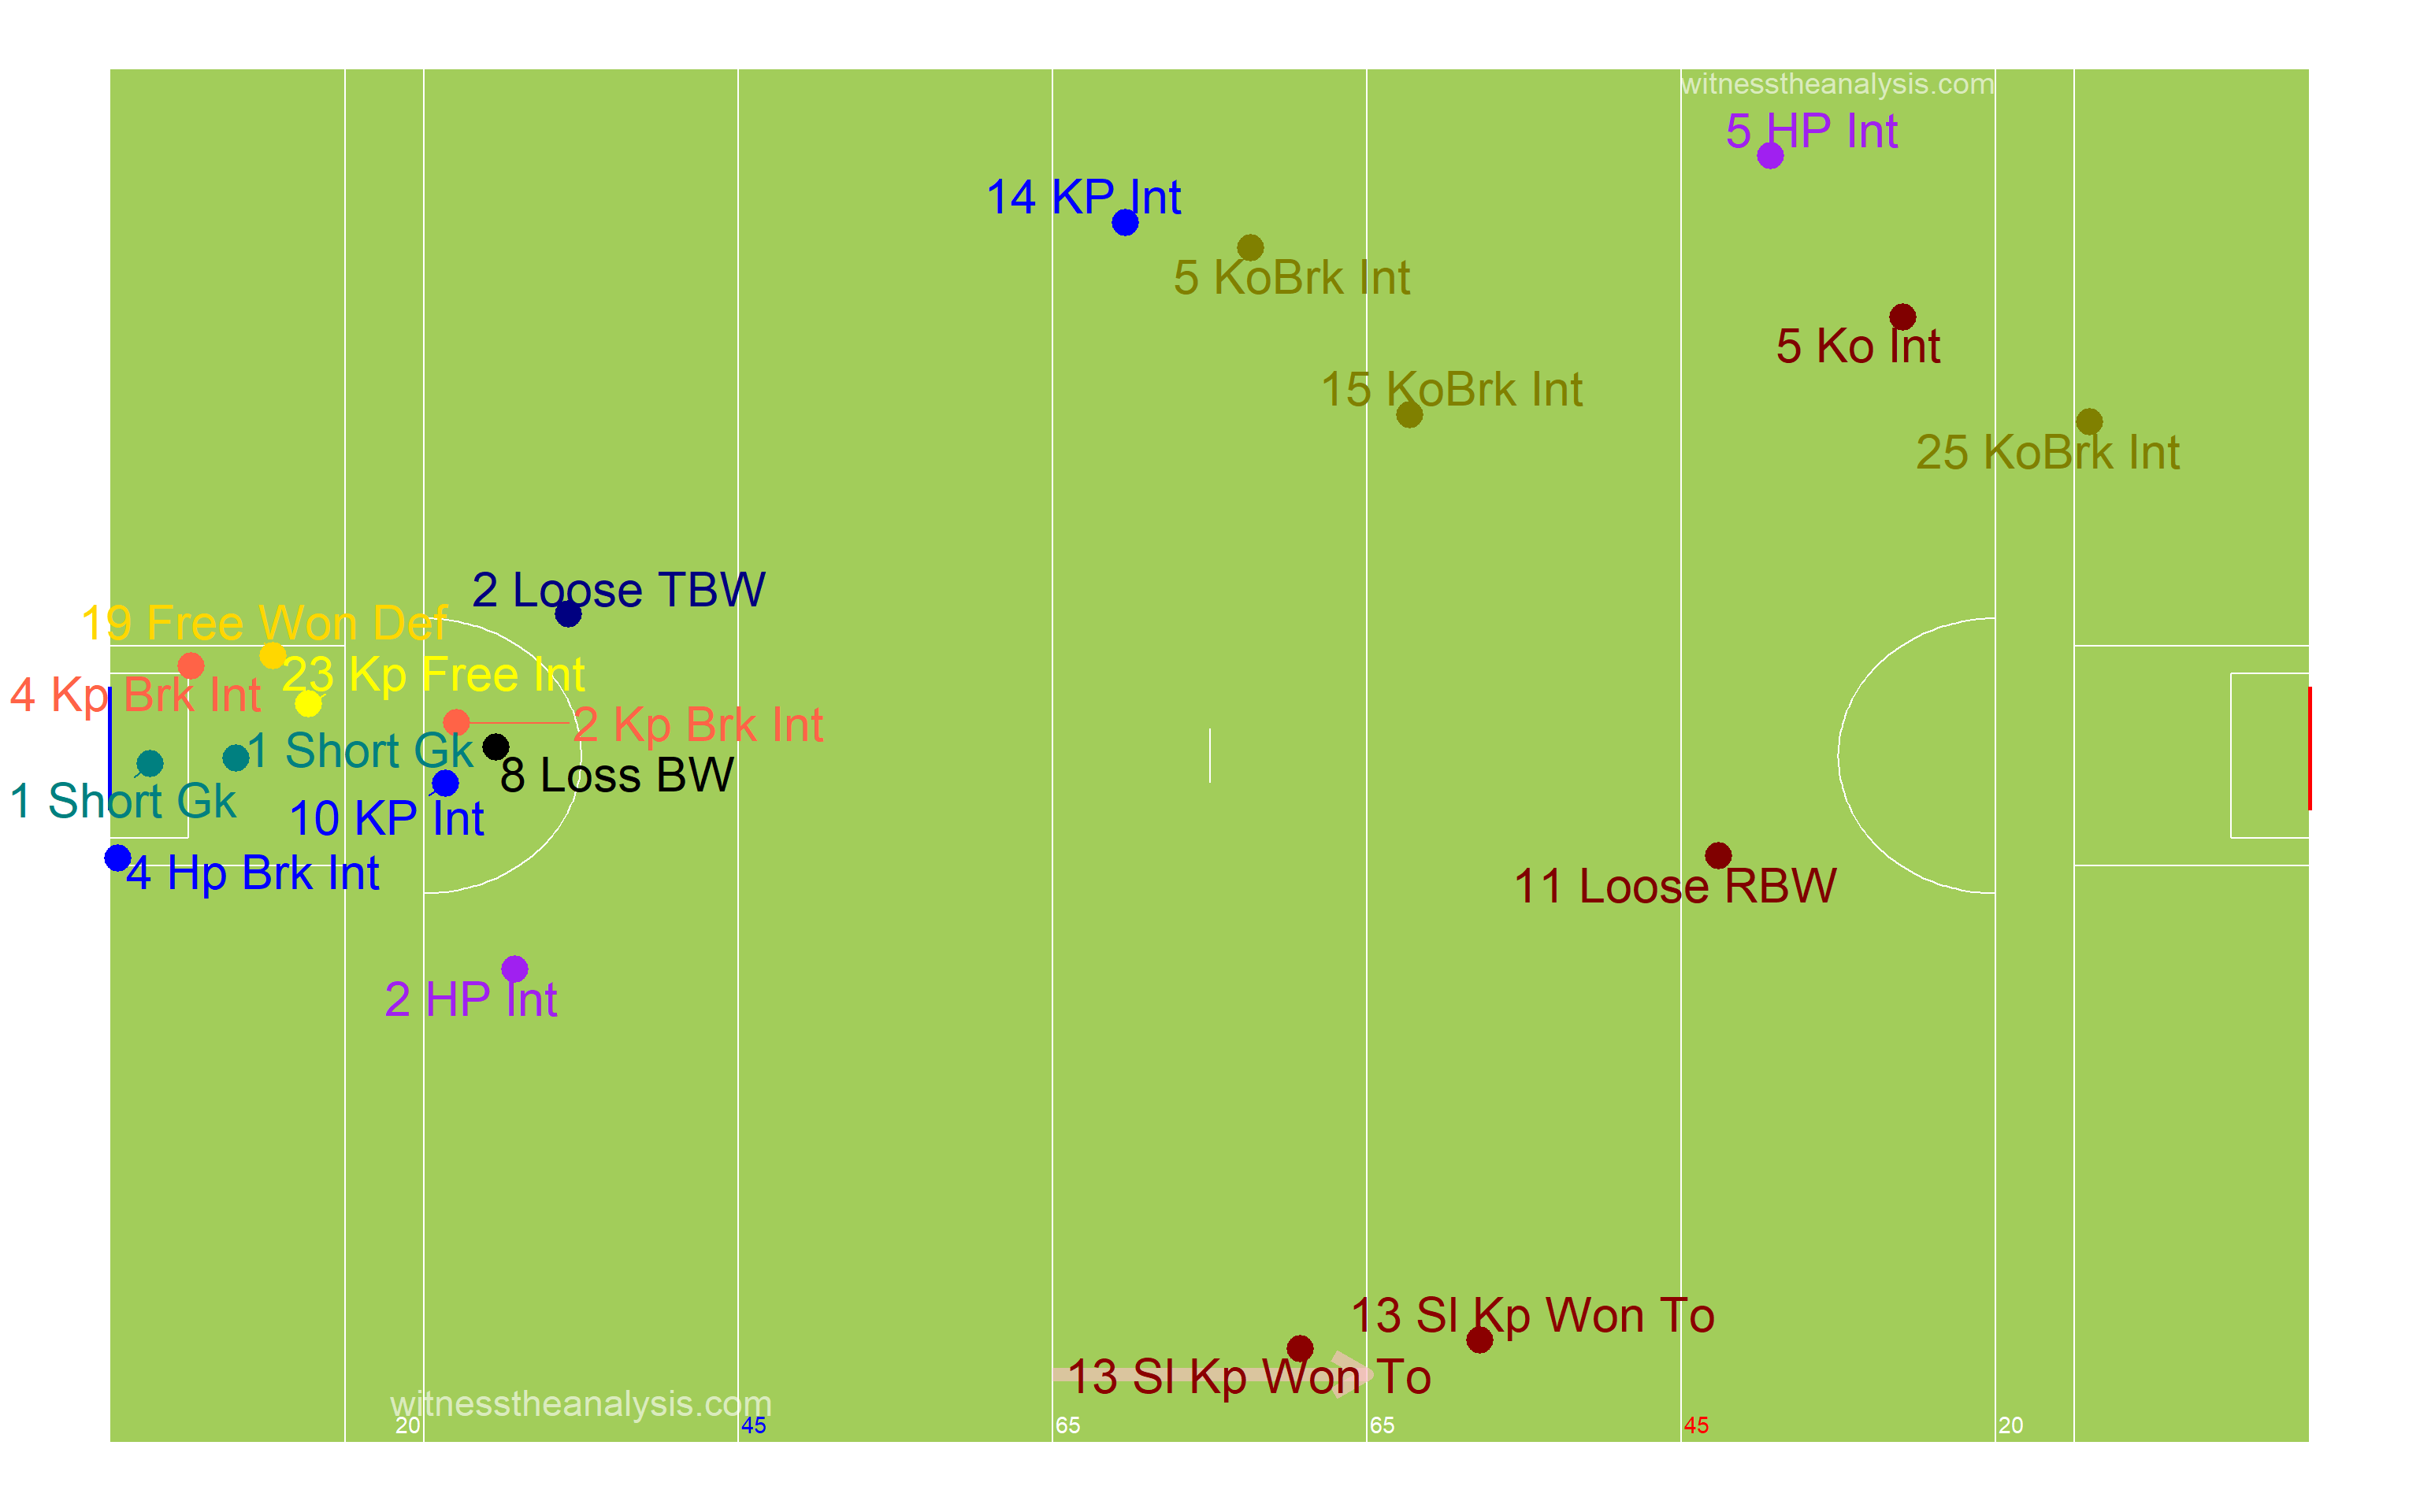 witnesstheanalysis.com
5 HP Int
14 KP Int
5 KoBrk Int
5 Ko Int
15 KoBrk Int
25 KoBrk Int
2 Loose TBW
19 Free Won Def
23 Kp Free Int
4 Kp Brk Int
2 Kp Brk Int
1 Short Gk
8 Loss BW
1 Short Gk
10 KP Int
4 Hp Brk Int
11 Loose RBW
2 HP Int
13 Sl Kp Won To
13 Sl Kp Won To
witnesstheanalysis.com
20 45 65 65 45 20